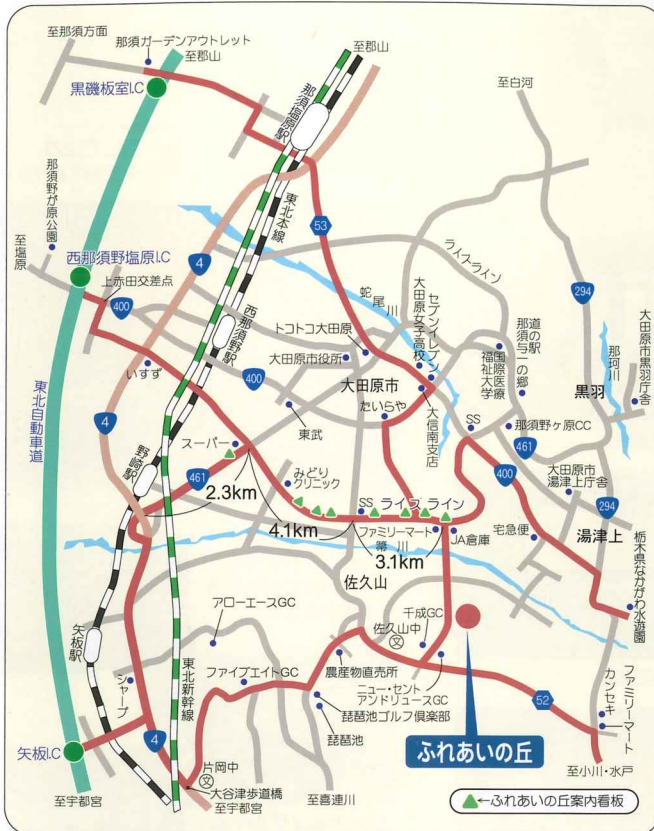 至那須方面
那須ガーデンアウトレット
至郡山
至郡山
黒磯板室I.C
那須塩原駅
至白河
那須野が原公園
至塩原
西那須野塩原I.C
上赤田交差点
400
4
東北本線
53
ライスライン
294
蛇尾川
セブンイレブン
大田原女子高校
トコトコ大田原
大田原市役所
西那須野駅
400
いすず
東北自動車道
4
大田原市
国際医療福祉大学
道の駅
那須与一の郷
那珂川
黒羽
大田原市黒羽庁舎
たいらや
大信南支店
東武
SS
那須野ヶ原CC
461
400
大田原市
湯津上庁舎
294
湯津上
スーパー
野崎駅
461
2.3km
みどり
クリニック
4.1km
SS
ライスライン
ファミリーマート
箒川
3.1km
JA倉庫
宅急便
栃木県なかがわ水遊園
佐久山
矢板駅
アローエースGC
佐久山中
文
千成GC
シャープ
東北新幹線
ファイブエイトGC
農産物直売所
ニュー・セント
アンドリュースGC
琵琶池ゴルフ倶楽部
琵琶池
52
カンセキ
ファミリーマート
矢板I.C
4
片岡中
文
大谷津歩道橋
至宇都宮
至宇都宮
至喜連川
ふれあいの丘
至小川・水戸
▲←ふれあいの丘案内看板